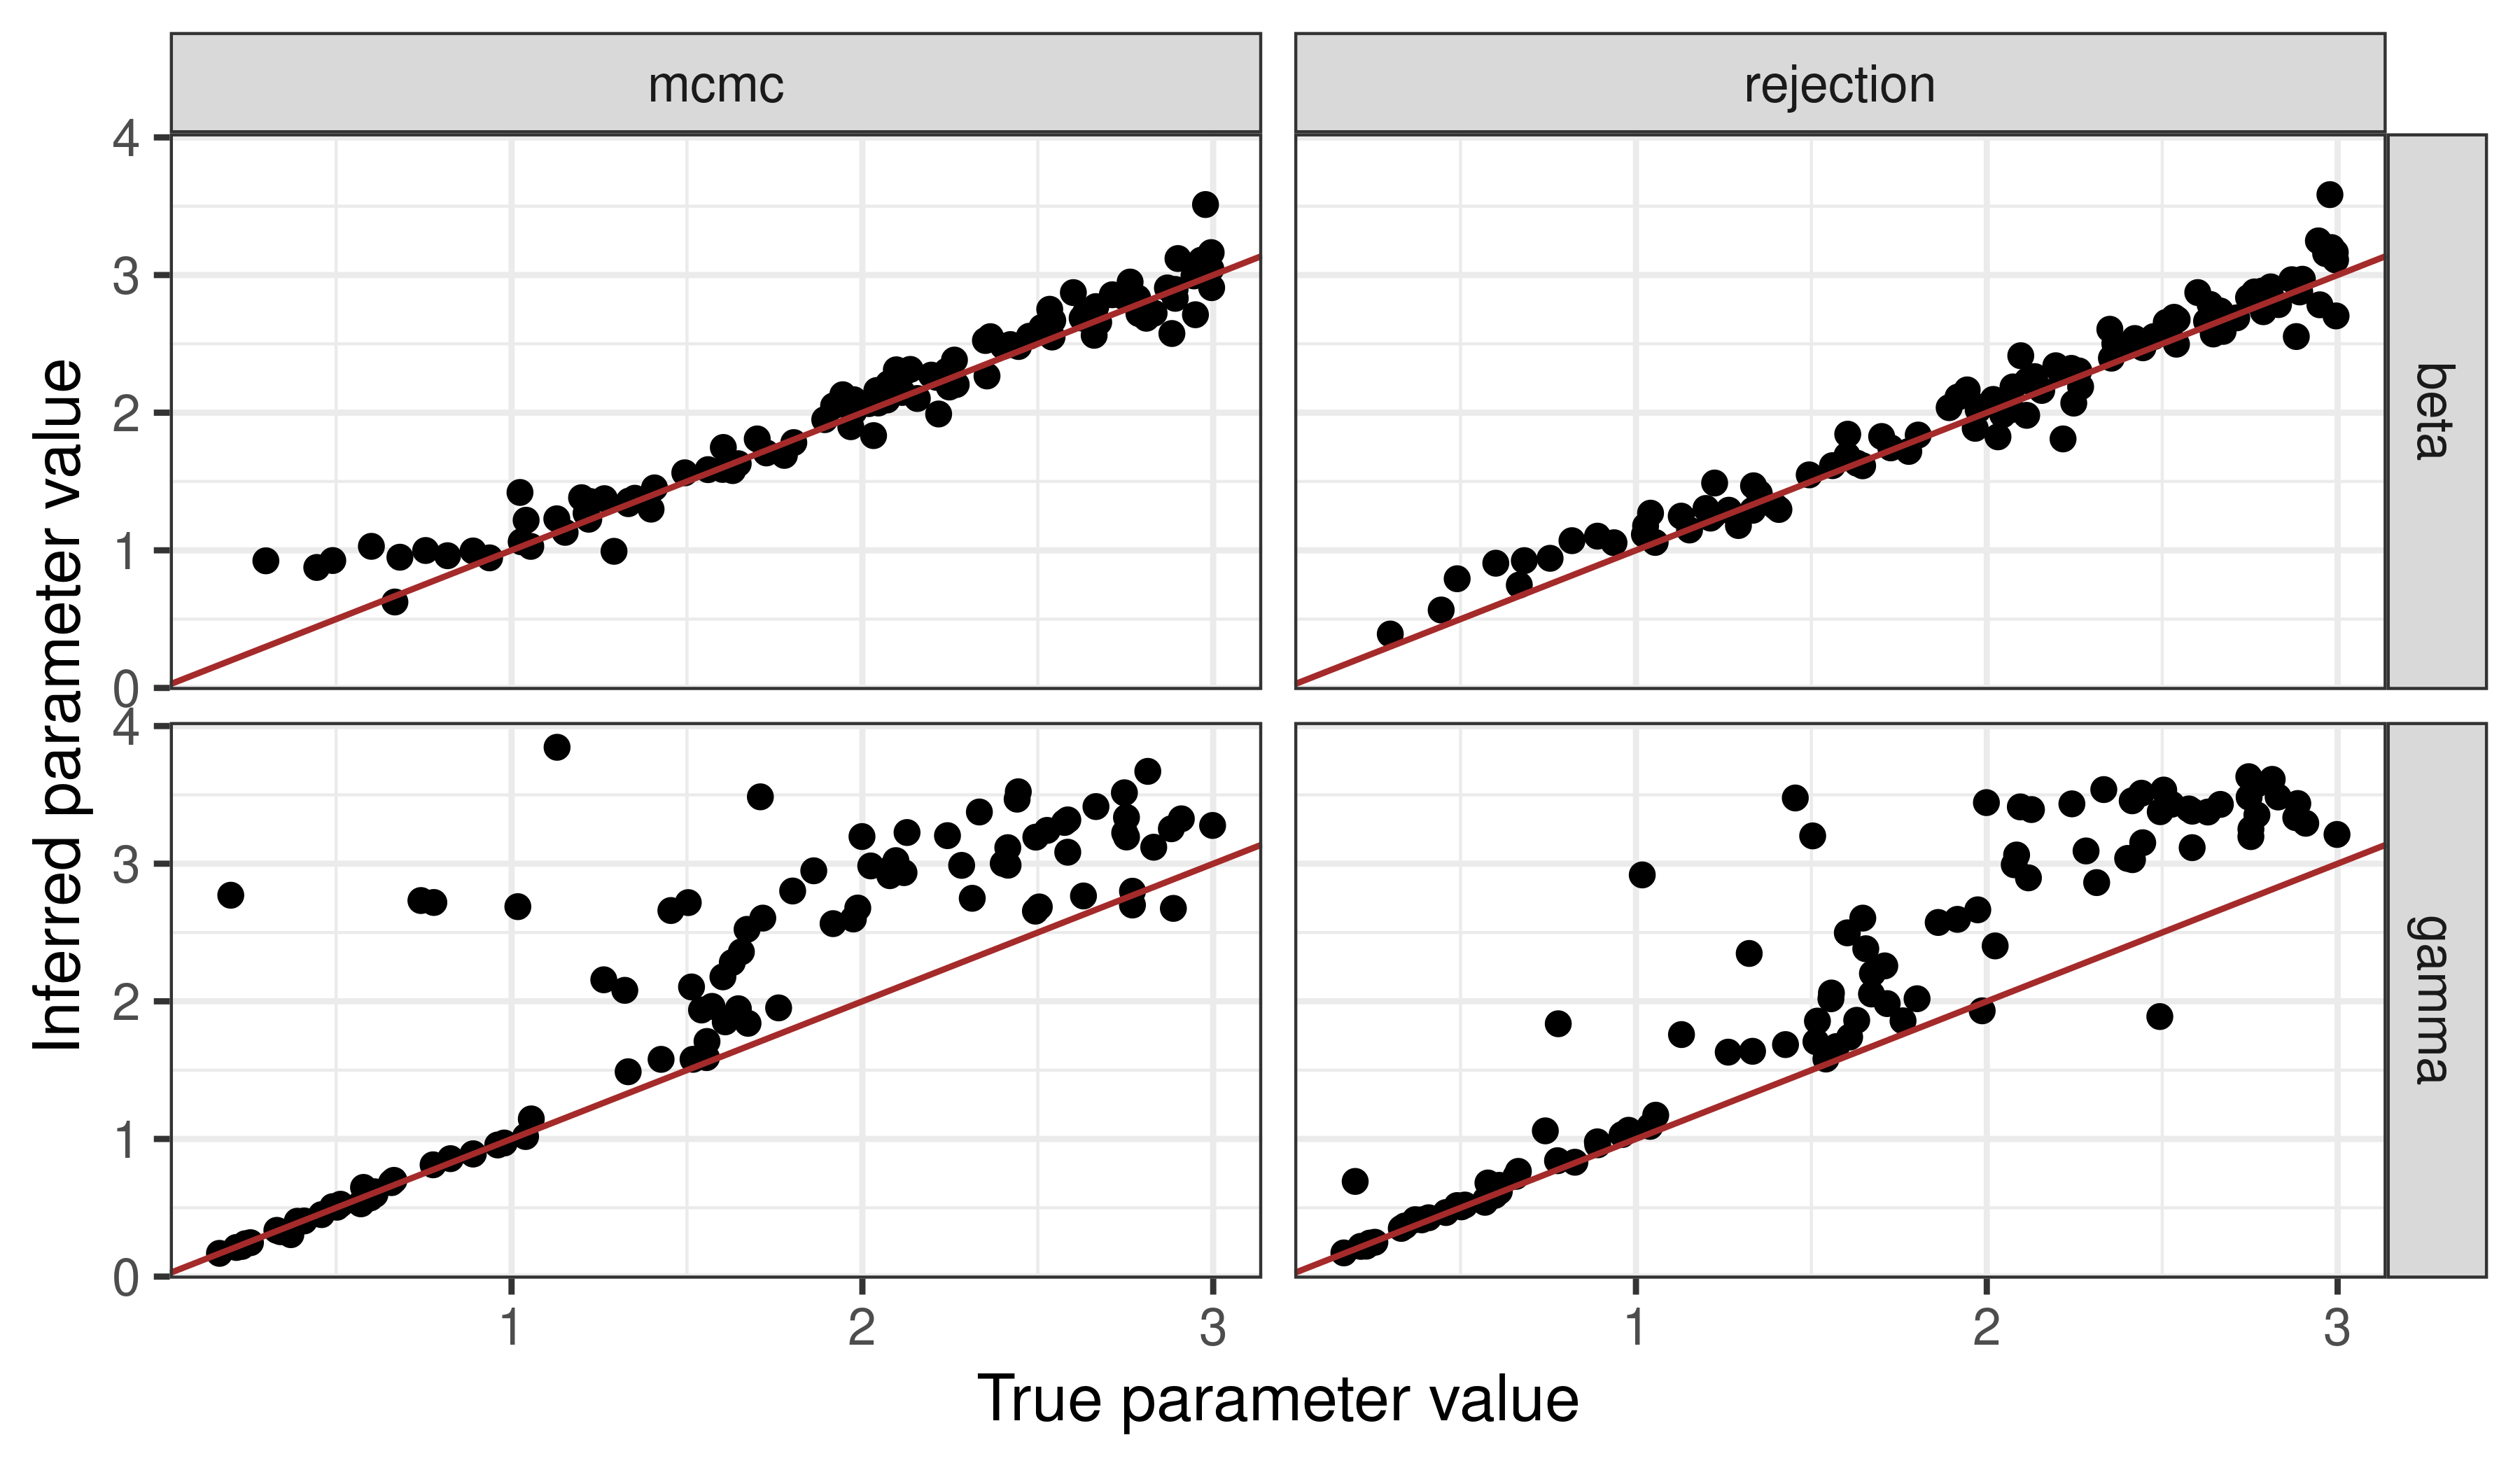 mcmc
rejection
4
3
2
1
0
beta
Inferred parameter value
4
3
2
1
0
gamma
1
2
3
1
2
3
True parameter value